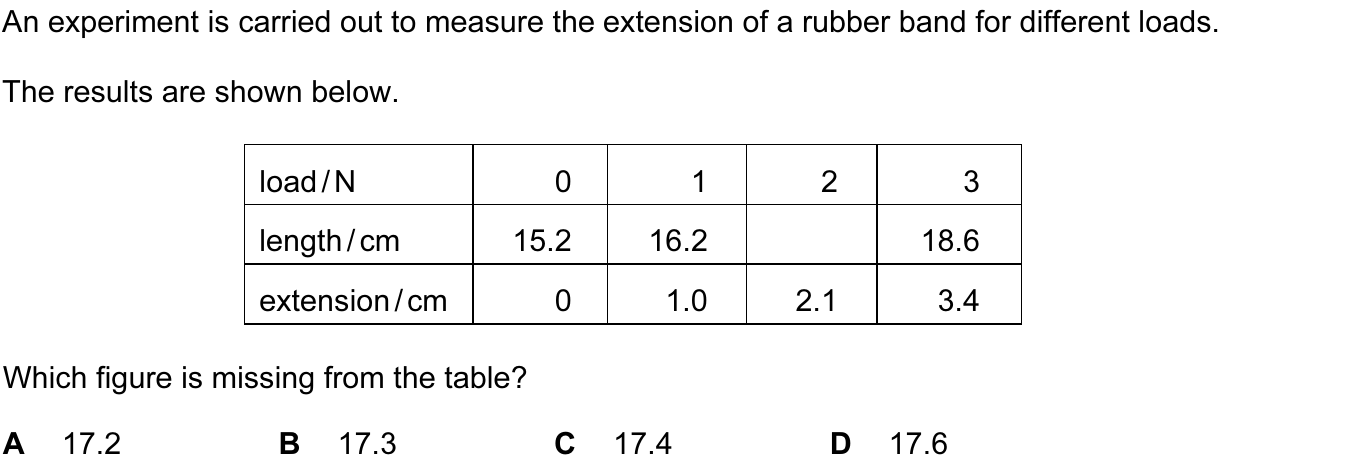 An experiment is carried out to measure the extension of a rubber band for different loads.
The results are shown below.
load / N 0 1 2 3
length / cm 15.2 16.2 18.6
extension / cm 0 1.0 2.1 3.4
Which figure is missing from the table?
A 17.2 B 17.3 C 17.4 D 17.6